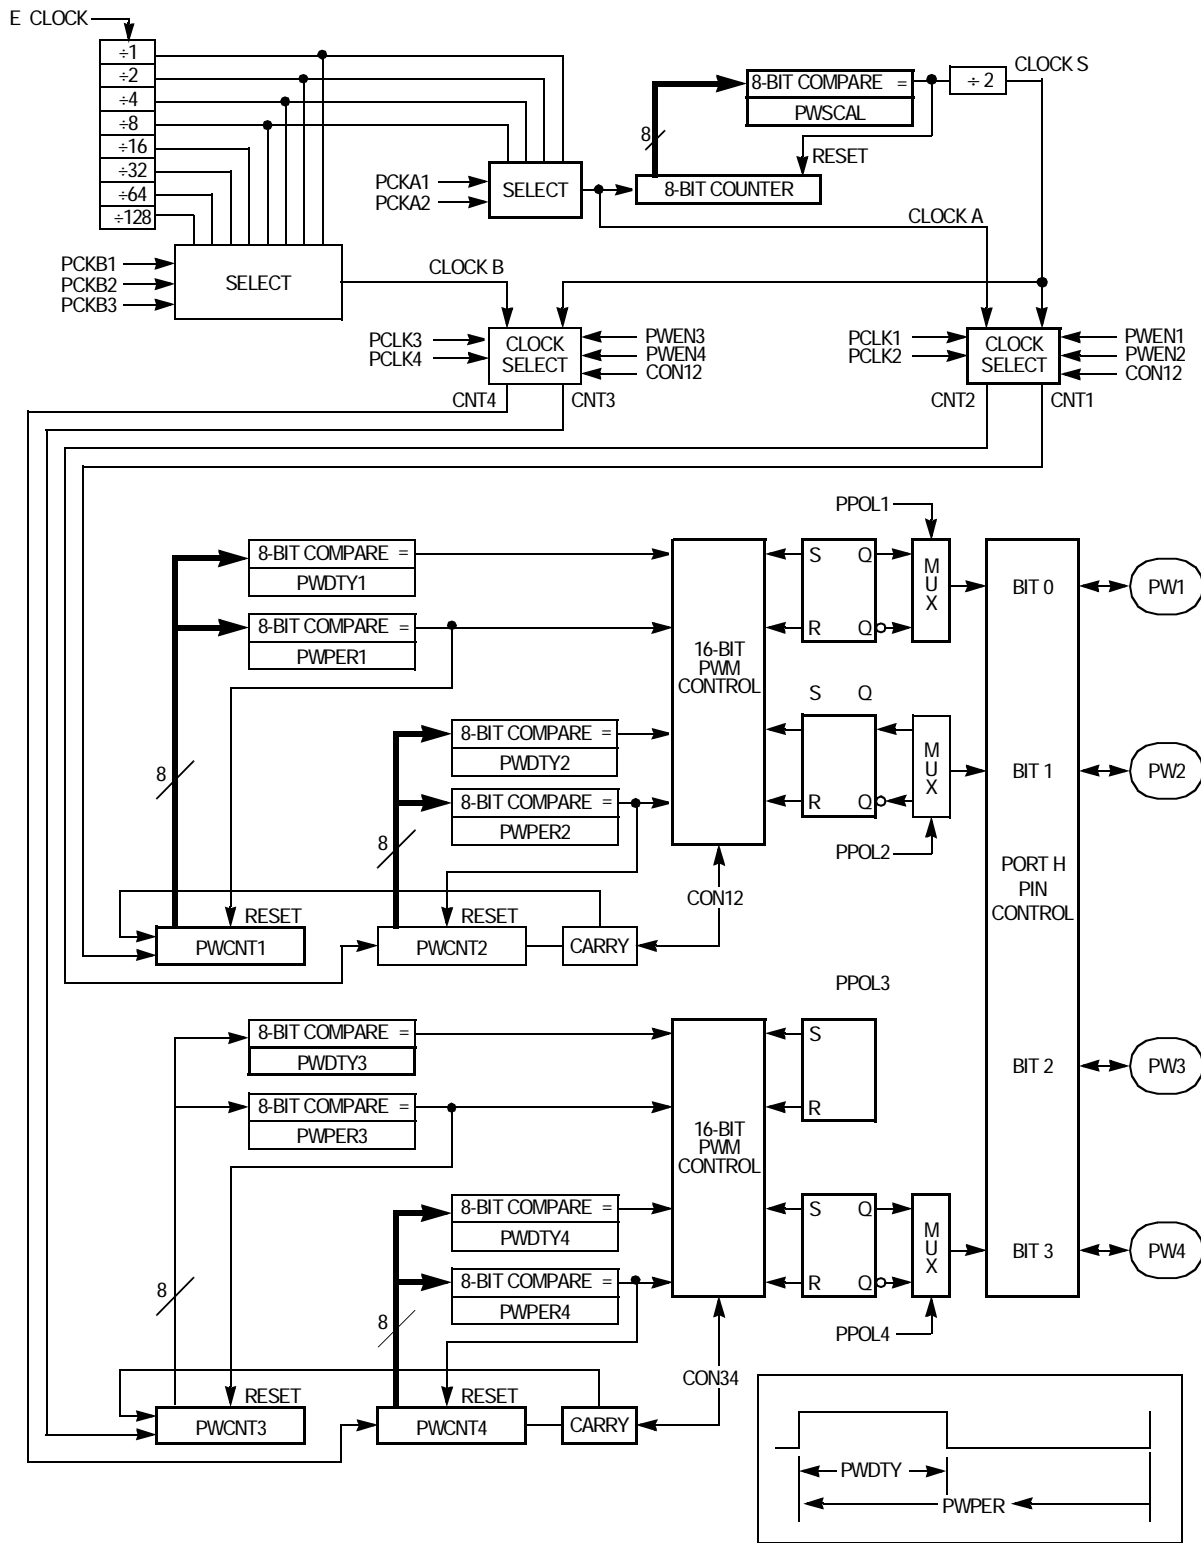 E CLOCK
÷1
÷2
÷4
÷8
÷16
÷32
÷64
÷128
8-BIT COMPARE =
PWSCAL
÷ 2
CLOCK S
8
RESET
PCKA1
PCKA2
SELECT
8-BIT COUNTER
CLOCK A
PCKB1
PCKB2
PCKB3
SELECT
CLOCK B
PCLK3
PCLK4
CLOCK
SELECT
PWEN3
PWEN4
CON12
PCLK1
PCLK2
CLOCK
SELECT
PWEN1
PWEN2
CON12
CNT4
CNT3
CNT2
CNT1
PPOL1
8-BIT COMPARE =
PWDTY1
8-BIT COMPARE =
PWPER1
16-BIT
PWM
CONTROL
S Q
R Q
MUX
BIT 0
PW1
S Q
8
8-BIT COMPARE =
PWDTY2
8-BIT COMPARE =
PWPER2
8
R Q
MUX
BIT 1
PW2
PPOL2
PORT H
PIN
CONTROL
CON12
RESET
PWCNT1
RESET
PWCNT2
CARRY
PPOL3
8-BIT COMPARE =
PWDTY3
8-BIT COMPARE =
PWPER3
16-BIT
PWM
CONTROL
S
R
BIT 2
PW3
8
8-BIT COMPARE =
PWDTY4
8-BIT COMPARE =
PWPER4
8
S Q
R Q
MUX
BIT 3
PW4
PPOL4
CON34
RESET
PWCNT3
RESET
PWCNT4
CARRY
PWDTY
PWPER